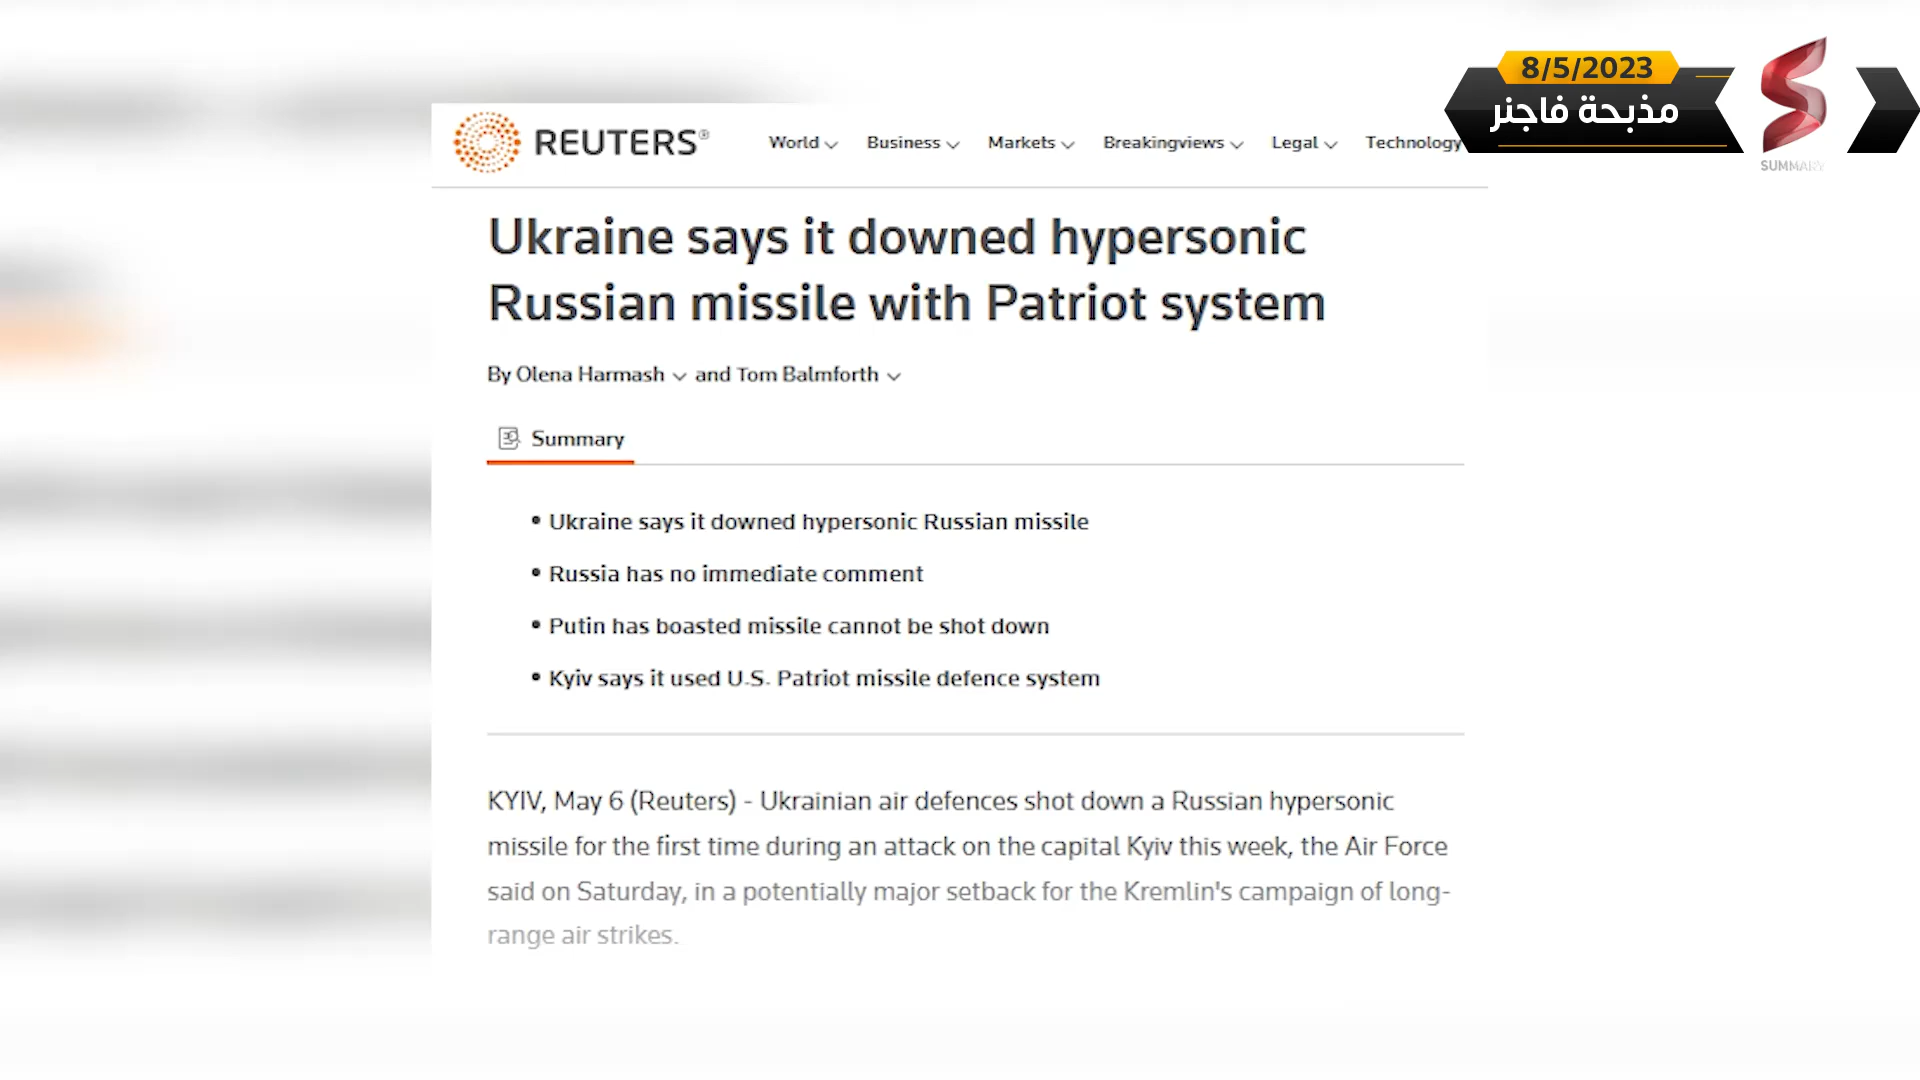 8/5/2023
مذبحة فاجنر
SUMMARY
REUTERS®
World Business Markets Breakingviews Legal Technology
Ukraine says it downed hypersonic
Russian missile with Patriot system
By Olena Harmash and Tom Balmforth
Summary
• Ukraine says it downed hypersonic Russian missile
• Russia has no immediate comment
• Putin has boasted missile cannot be shot down
• Kyiv says it used U.S. Patriot missile defence system
KYIV, May 6 (Reuters) - Ukrainian air defences shot down a Russian hypersonic
missile for the first time during an attack on the capital Kyiv this week, the Air Force
said on Saturday, in a potentially major setback for the Kremlin's campaign of long-
range air strikes.